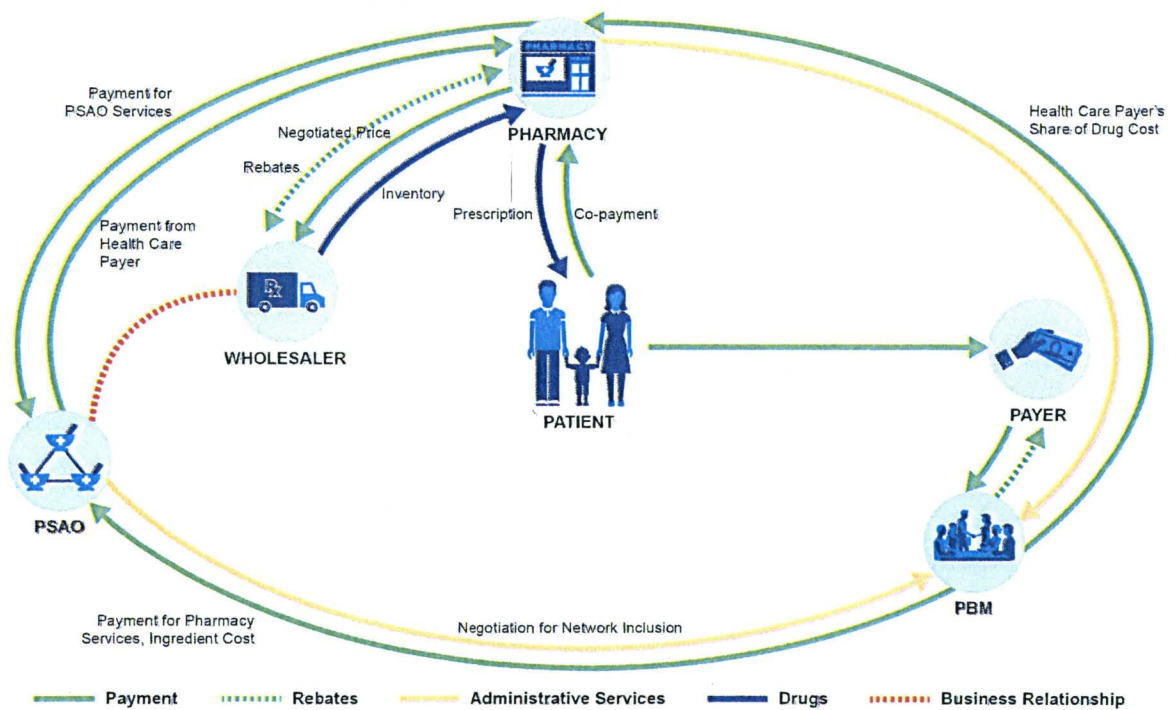 PHARMACY
Payment for
PSAO Services
Health Care Payer's
Share of Drug Cost
PHARMACY
Negotiated Price
Rebates
Inventory
Prescription
Co-payment
Payment from
Health Care
Payer
Rx
WHOLESALER
PATIENT
PAYER
PSAO
PBM
Payment for Pharmacy
Services, Ingredient Cost
Negotiation for Network Inclusion
Payment
Rebates
Administrative Services
Drugs
Business Relationship